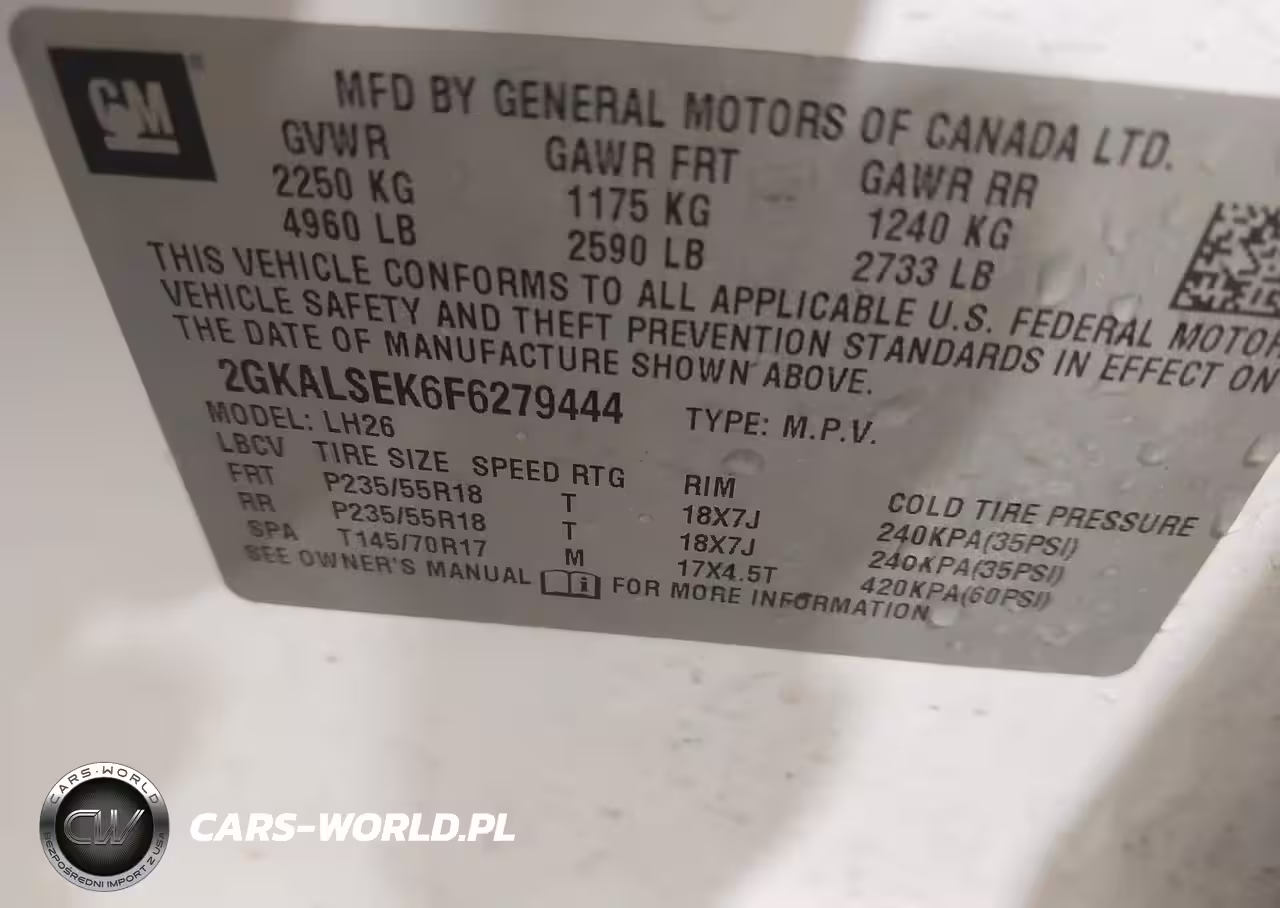 GM
MFD BY GENERAL MOTORS OF CANADA LTD.
GVWR GAWR FRT GAWR RR
2250 KG 1175 KG 1240 KG
4960 LB 2590 LB 2733 LB
THIS VEHICLE CONFORMS TO ALL APPLICABLE U.S. FEDERAL MOTOR
VEHICLE SAFETY AND THEFT PREVENTION STANDARDS IN EFFECT ON
THE DATE OF MANUFACTURE SHOWN ABOVE.
2GKALSEK6F6279444 TYPE: M.P.V.
MODEL: LH26
LBCV TIRE SIZE SPEED RTG RIM COLD TIRE PRESSURE
FRT P235/55R18 T 18X7J 240KPA(35PSI)
RR P235/55R18 T 18X7J 240KPA(35PSI)
SPA T145/70R17 M 17X4.5T 420KPA(60PSI)
SEE OWNER'S MANUAL i FOR MORE INFORMATION
CARS-WORLD
CW
BEZPOŚREDNI IMPORT Z USA
CARS-WORLD.PL